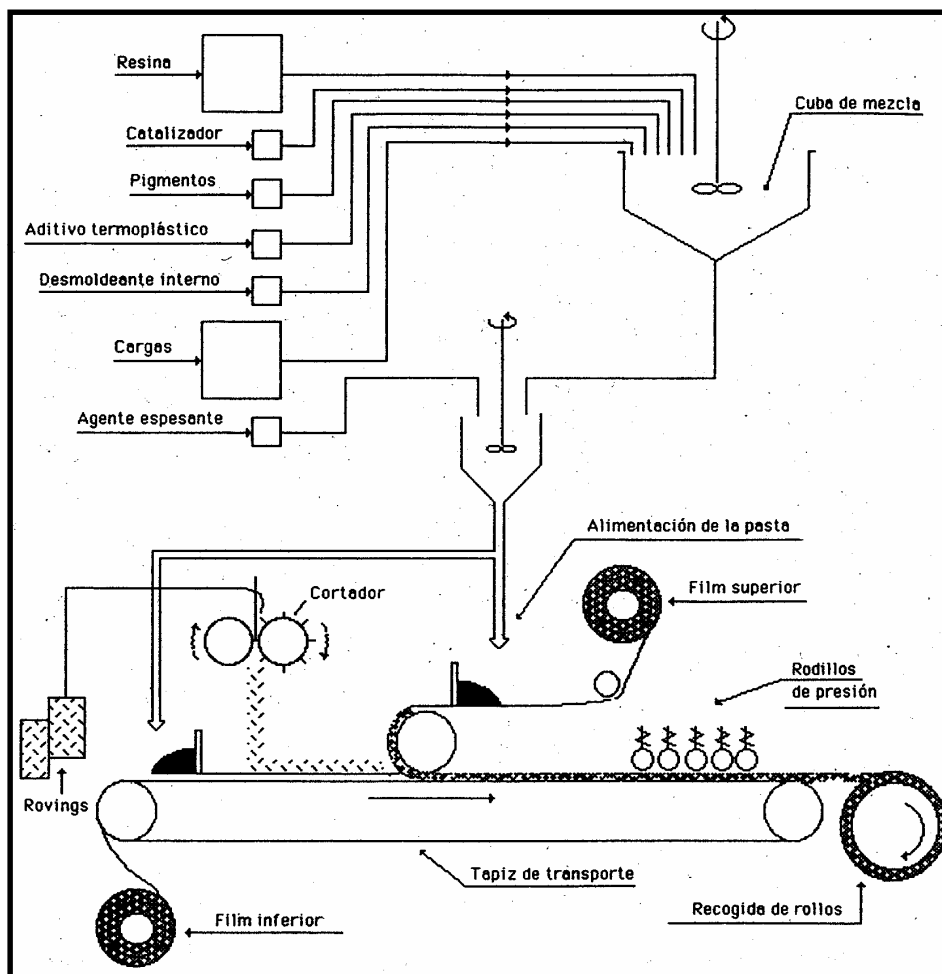 Resina
Cuba de mezcla
Catalizador
Pigmentos
Aditivo termoplástico
Desmoldeante interno
Cargas
Agente espesante
Alimentación de la pasta
Cortador
Film superior
Rodillos
de presión
Rovings
Tapiz de transporte
Film inferior
Recogida de rollos